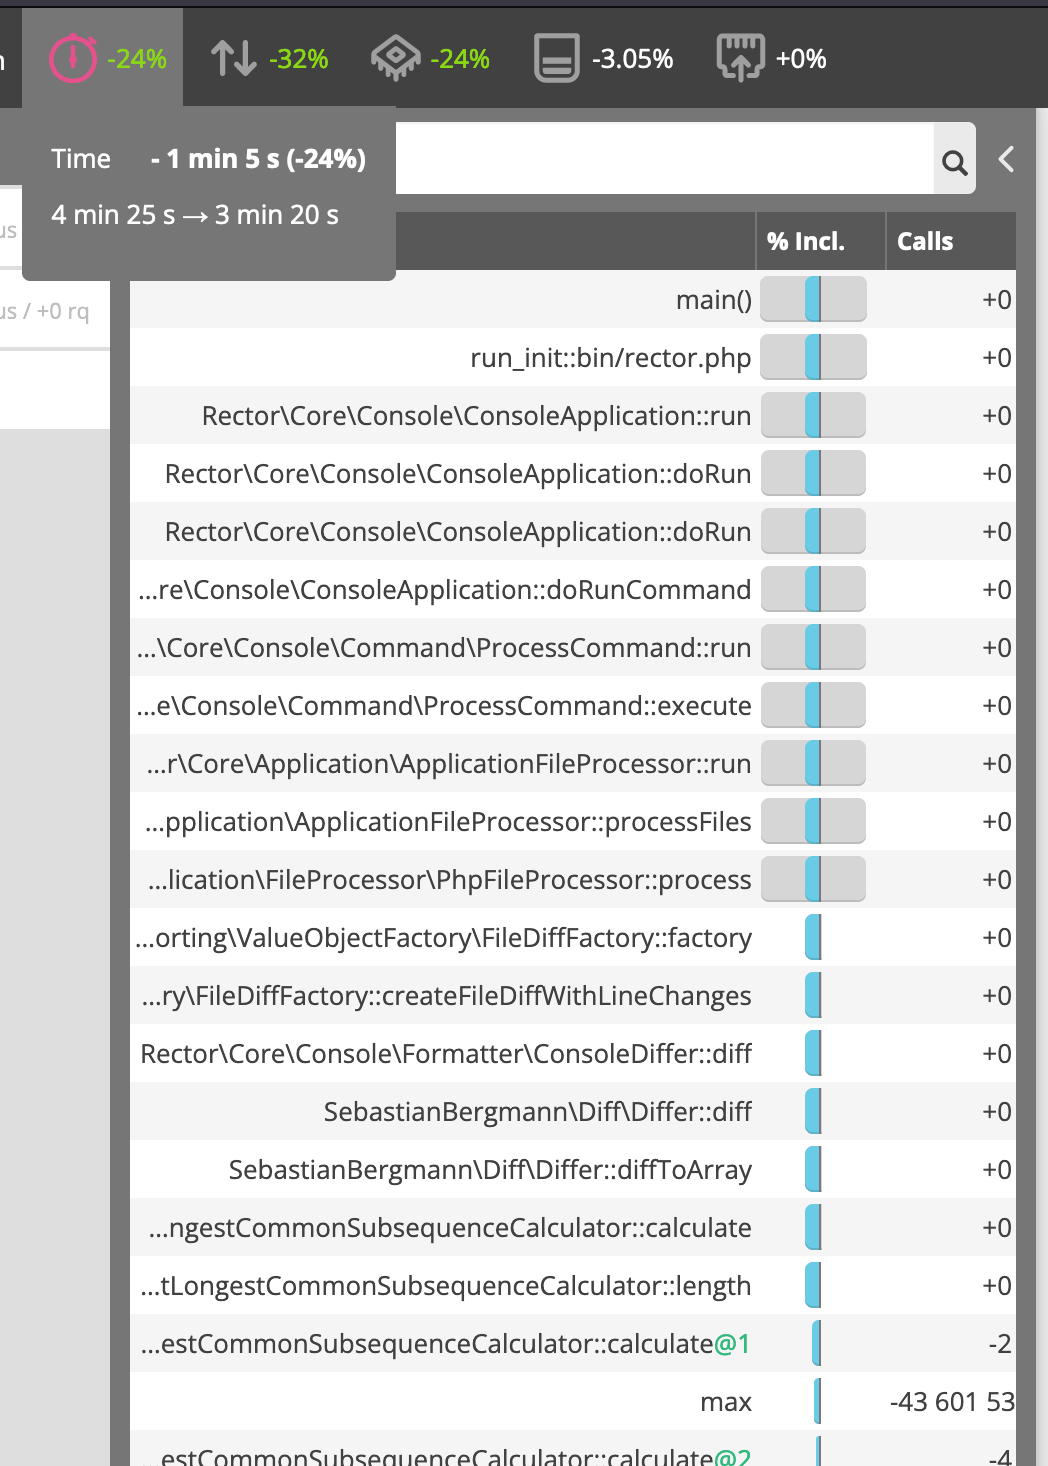 -24%
-32%
-24%
-3.05%
+0%
Time - 1 min 5 s (-24%)
4 min 25 s → 3 min 20 s
us
us / +0 rq
% Incl. Calls
main() +0
run_init::bin/rector.php +0
Rector\Core\Console\ConsoleApplication::run +0
Rector\Core\Console\ConsoleApplication::doRun +0
Rector\Core\Console\ConsoleApplication::doRun +0
...re\Console\ConsoleApplication::doRunCommand +0
...\Core\Console\Command\ProcessCommand::run +0
...e\Console\Command\ProcessCommand::execute +0
...r\Core\Application\ApplicationFileProcessor::run +0
...pplication\ApplicationFileProcessor::processFiles +0
...lication\FileProcessor\PhpFileProcessor::process +0
...orting\ValueObjectFactory\FileDiffFactory::factory +0
...ry\FileDiffFactory::createFileDiffWithLineChanges +0
Rector\Core\Console\Formatter\ConsoleDiffer::diff +0
SebastianBergmann\Diff\Differ::diff +0
SebastianBergmann\Diff\Differ::diffToArray +0
...ngestCommonSubsequenceCalculator::calculate +0
...tLongestCommonSubsequenceCalculator::length +0
...estCommonSubsequenceCalculator::calculate@1 -2
max -43 601 53
...estCommonSubsequenceCalculator::calculate@2 -4